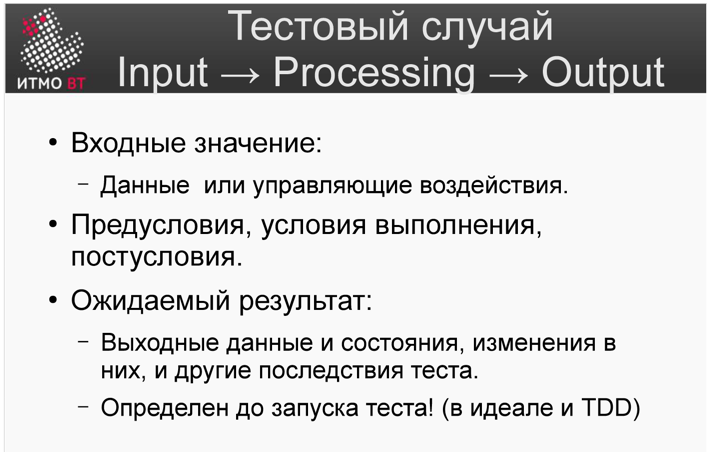 Тестовый случай
Input → Processing → Output
ИТМО ВТ
• Входные значение:
– Данные или управляющие воздействия.
• Предусловия, условия выполнения,
постусловия.
• Ожидаемый результат:
– Выходные данные и состояния, изменения в
них, и другие последствия теста.
– Определен до запуска теста! (в идеале и TDD)